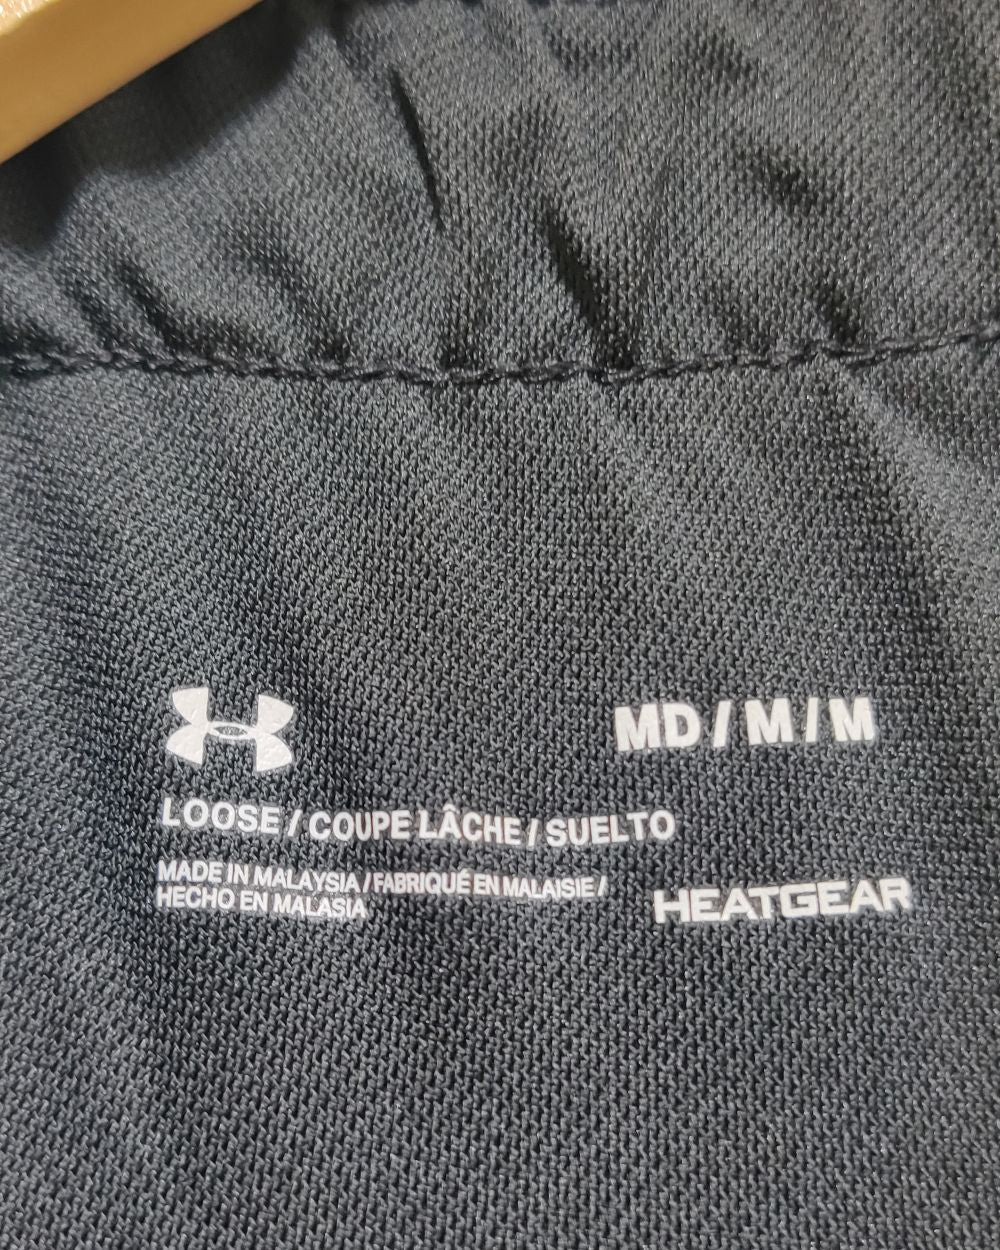 MD / M / M
LOOSE / COUPE LÂCHE / SUELTO
MADE IN MALAYSIA / FABRIQUÉ EN MALAISIE /
HECHO EN MALASIA
HEATGEAR